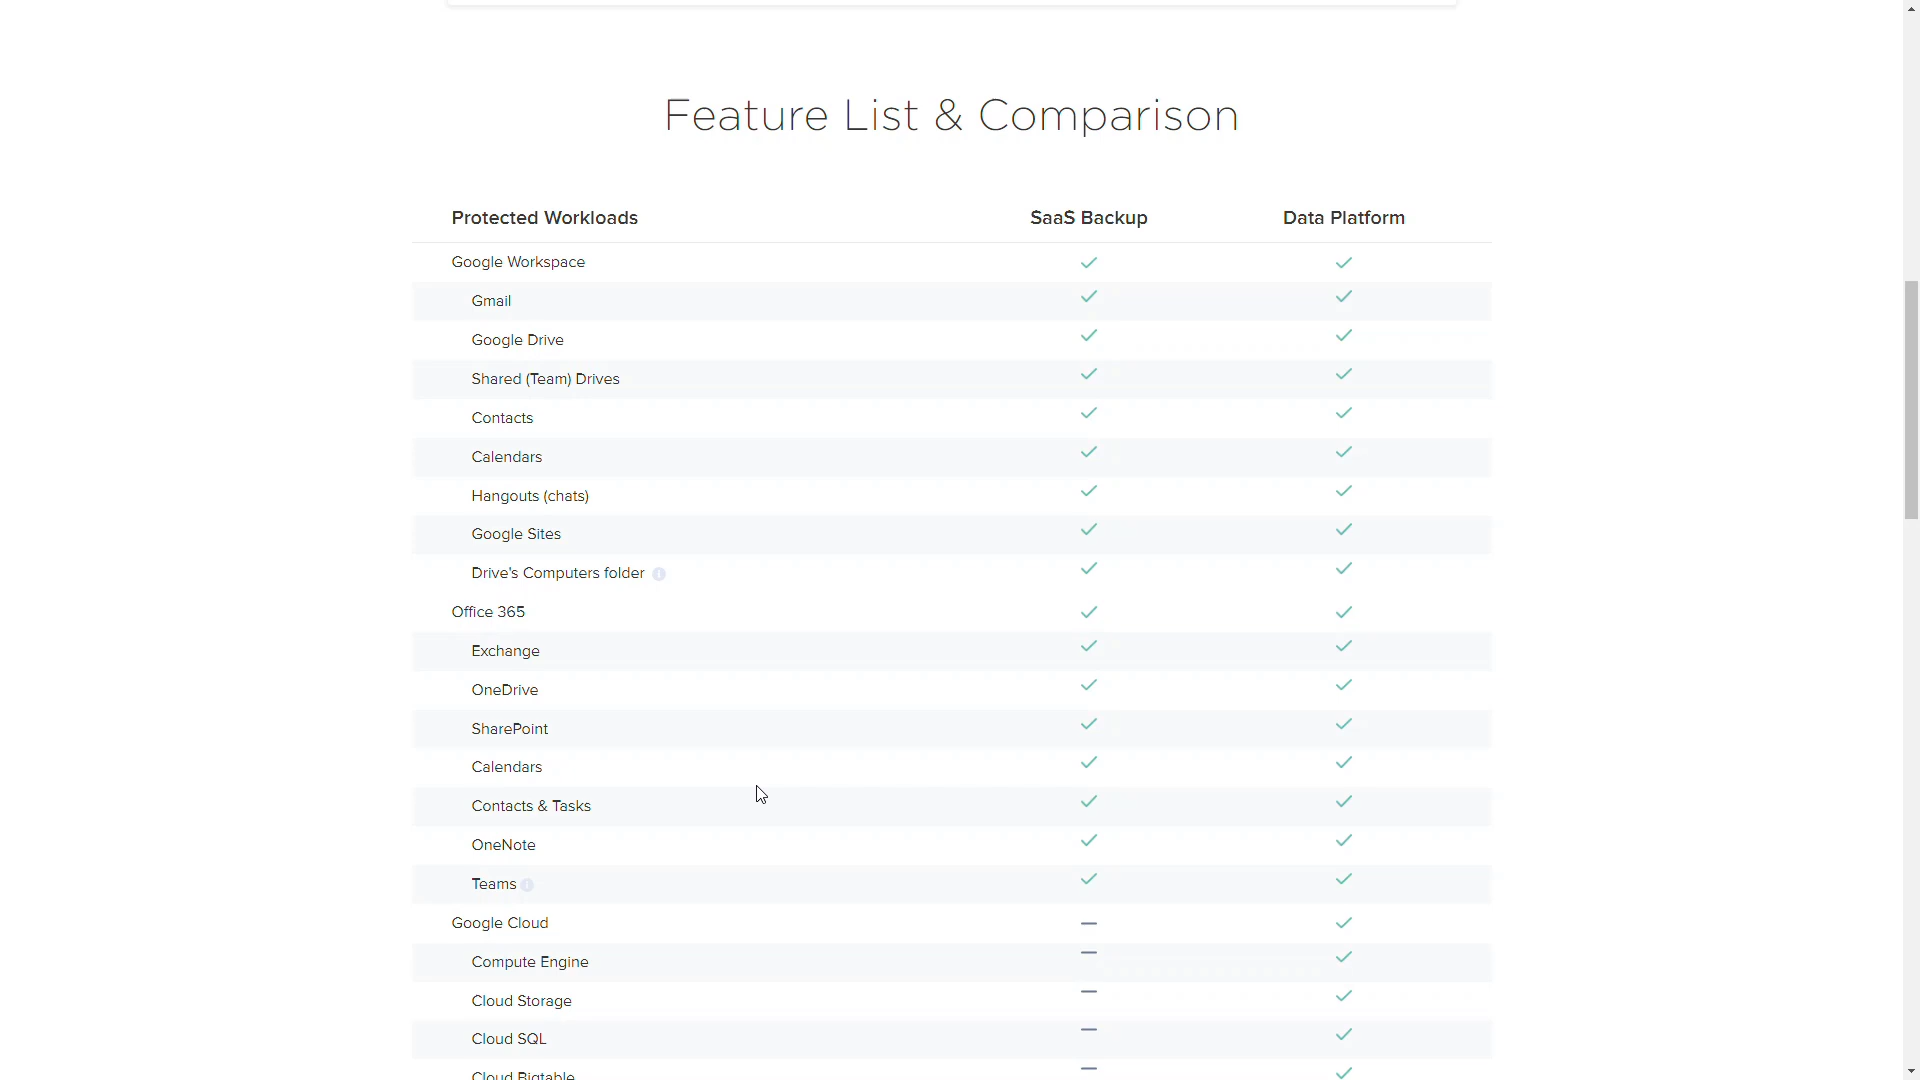 Feature List & Comparison
Protected Workloads SaaS Backup Data Platform
Google Workspace
Gmail
Google Drive
Shared (Team) Drives
Contacts
Calendars
Hangouts (chats)
Google Sites
Drive's Computers folder
Office 365
Exchange
OneDrive
SharePoint
Calendars
Contacts & Tasks
OneNote
Teams
Google Cloud
Compute Engine
Cloud Storage
Cloud SQL
Cloud Bigtable